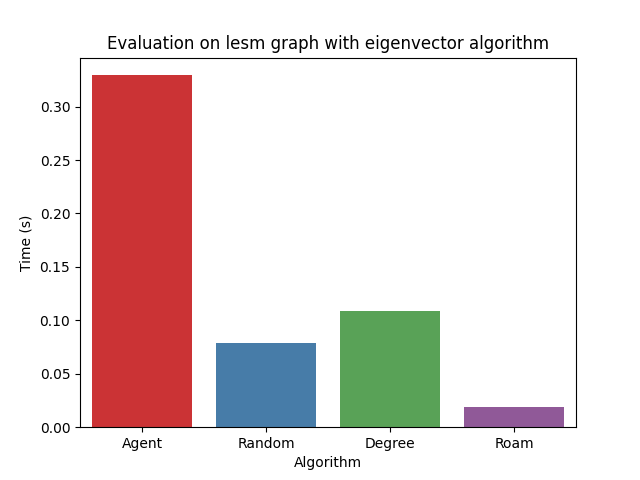 Evaluation on lesm graph with eigenvector algorithm
Time (s)
0.30
0.25
0.20
0.15
0.10
0.05
0.00
Agent Random Degree Roam
Algorithm